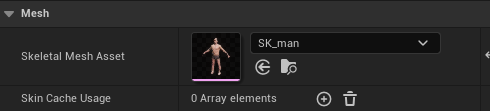 Mesh
Skeletal Mesh Asset
SK_man
Skin Cache Usage
0 Array elements